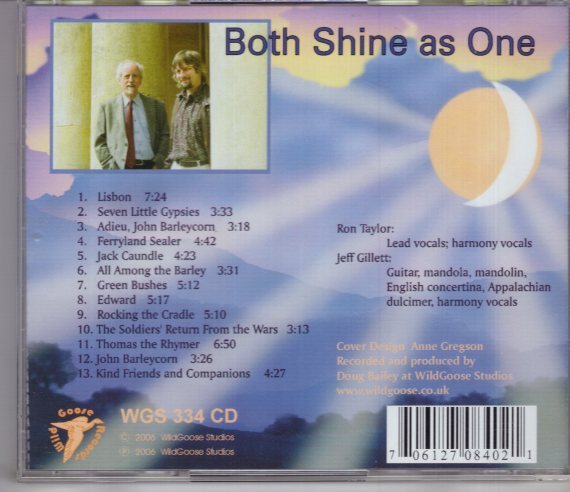 Both Shine as One
1. Lisbon 7:24
2. Seven Little Gypsies 3:33
3. Adieu, John Barleycorn 3:18
4. Ferryland Sealer 4:42
5. Jack Caundle 4:23
6. All Among the Barley 3:31
7. Green Bushes 5:12
8. Edward 5:17
9. Rocking the Cradle 5:10
10. The Soldiers' Return From the Wars 3:13
11. Thomas the Rhymer 6:50
12. John Barleycorn 3:26
13. Kind Friends and Companions 4:27
Ron Taylor:
Lead vocals; harmony vocals
Jeff Gillett:
Guitar, mandola, mandolin,
English concertina, Appalachian
dulcimer, harmony vocals
Cover Design Anne Gregson
Recorded and produced by
Doug Bailey at WildGoose Studios
www.wildgoose.co.uk
Wild Goose Records
WGS 334 CD
© 2006 WildGoose Studios
℗ 2006 WildGoose Studios
7 06127 08402 1